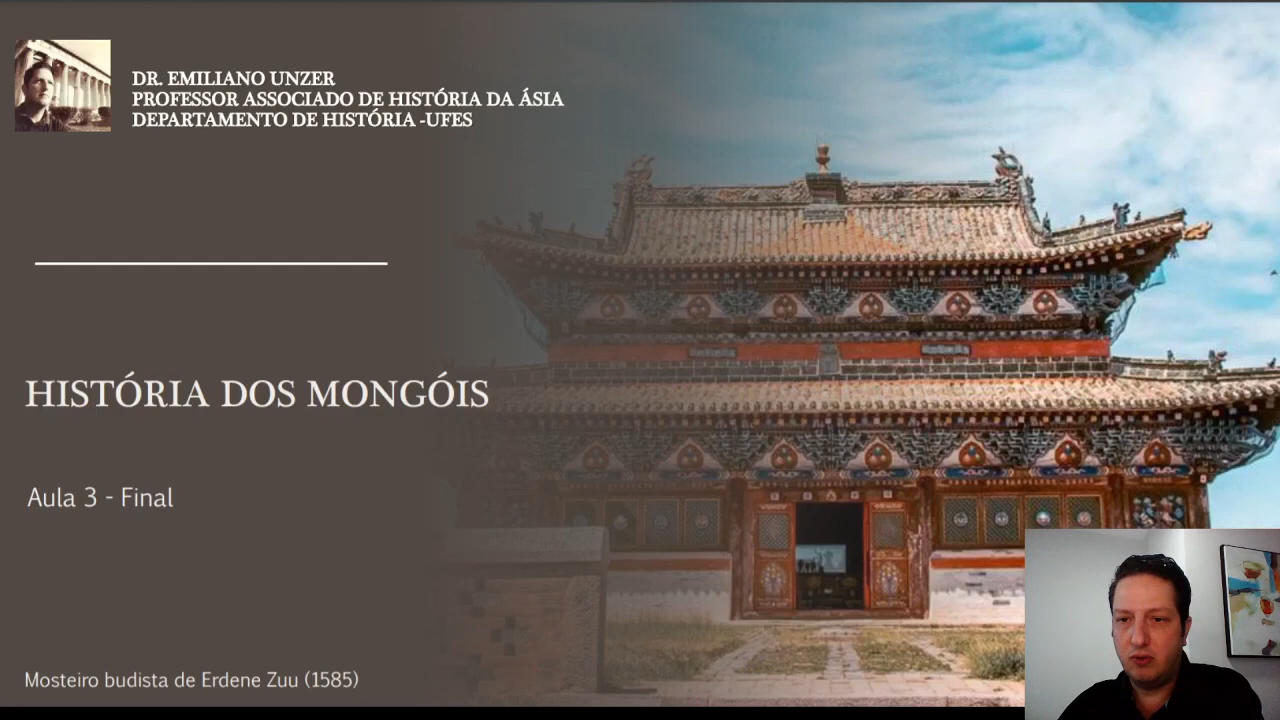 DR. EMILIANO UNZER
PROFESSOR ASSOCIADO DE HISTÓRIA DA ÁSIA
DEPARTAMENTO DE HISTÓRIA -UFES
HISTÓRIA DOS MONGÓIS
Aula 3 - Final
Mosteiro budista de Erdene Zuu (1585)